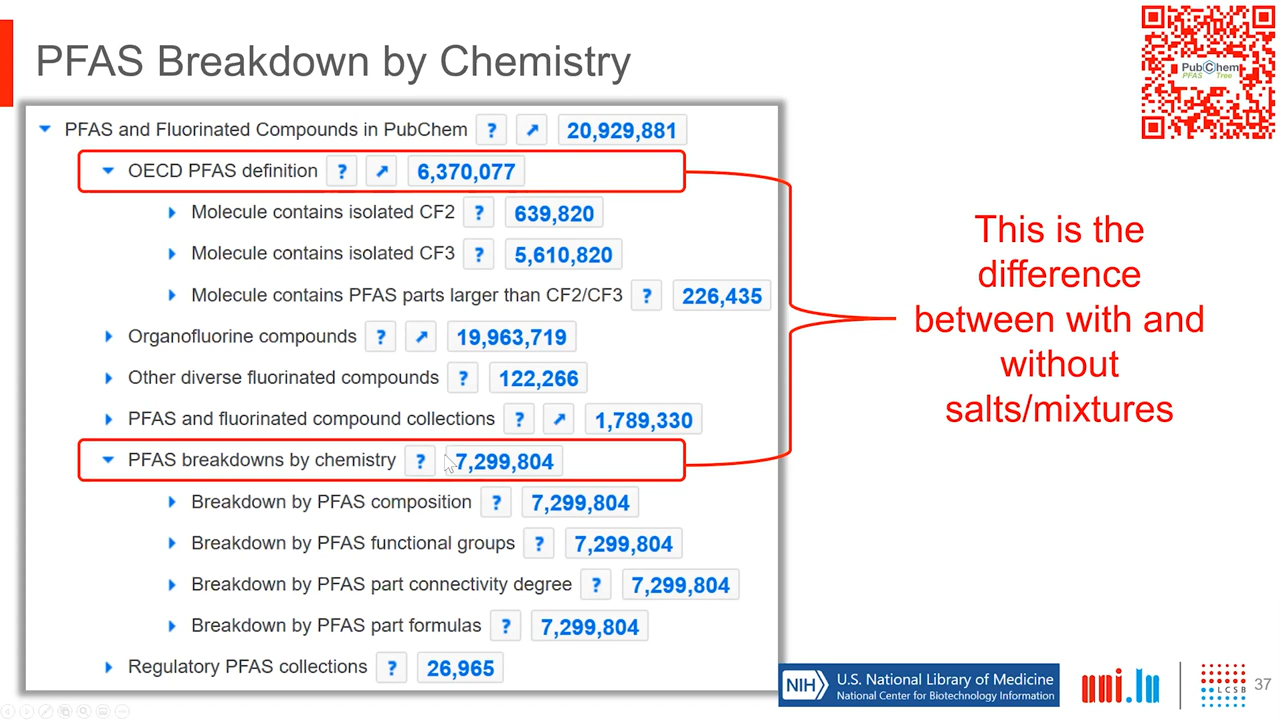 PFAS Breakdown by Chemistry
PubChem
PFAS Tree
PFAS and Fluorinated Compounds in PubChem ? 20,929,881
OECD PFAS definition ? 6,370,077
Molecule contains isolated CF2 ? 639,820
Molecule contains isolated CF3 ? 5,610,820
Molecule contains PFAS parts larger than CF2/CF3 ? 226,435
Organofluorine compounds ? 19,963,719
Other diverse fluorinated compounds ? 122,266
PFAS and fluorinated compound collections ? 1,789,330
PFAS breakdowns by chemistry ? 7,299,804
Breakdown by PFAS composition ? 7,299,804
Breakdown by PFAS functional groups ? 7,299,804
Breakdown by PFAS part connectivity degree ? 7,299,804
Breakdown by PFAS part formulas ? 7,299,804
Regulatory PFAS collections ? 26,965
This is the
difference
between with and
without
salts/mixtures
NIH U.S. National Library of Medicine
National Center for Biotechnology Information
uni.lu
LCSB
37